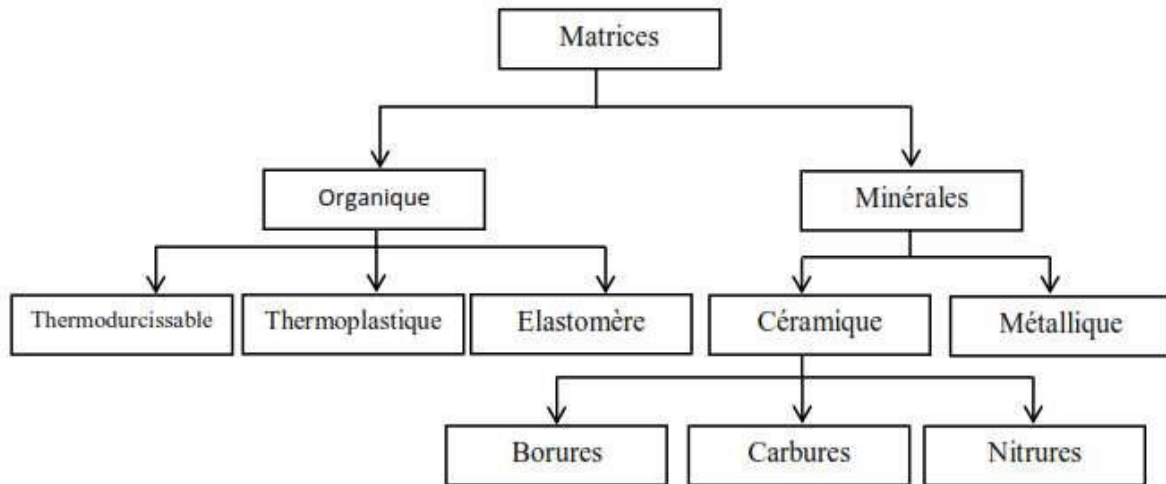 Matrices
Organique
Minérales
Thermodurcissable
Thermoplastique
Elastomère
Céramique
Métallique
Borures
Carbures
Nitrures